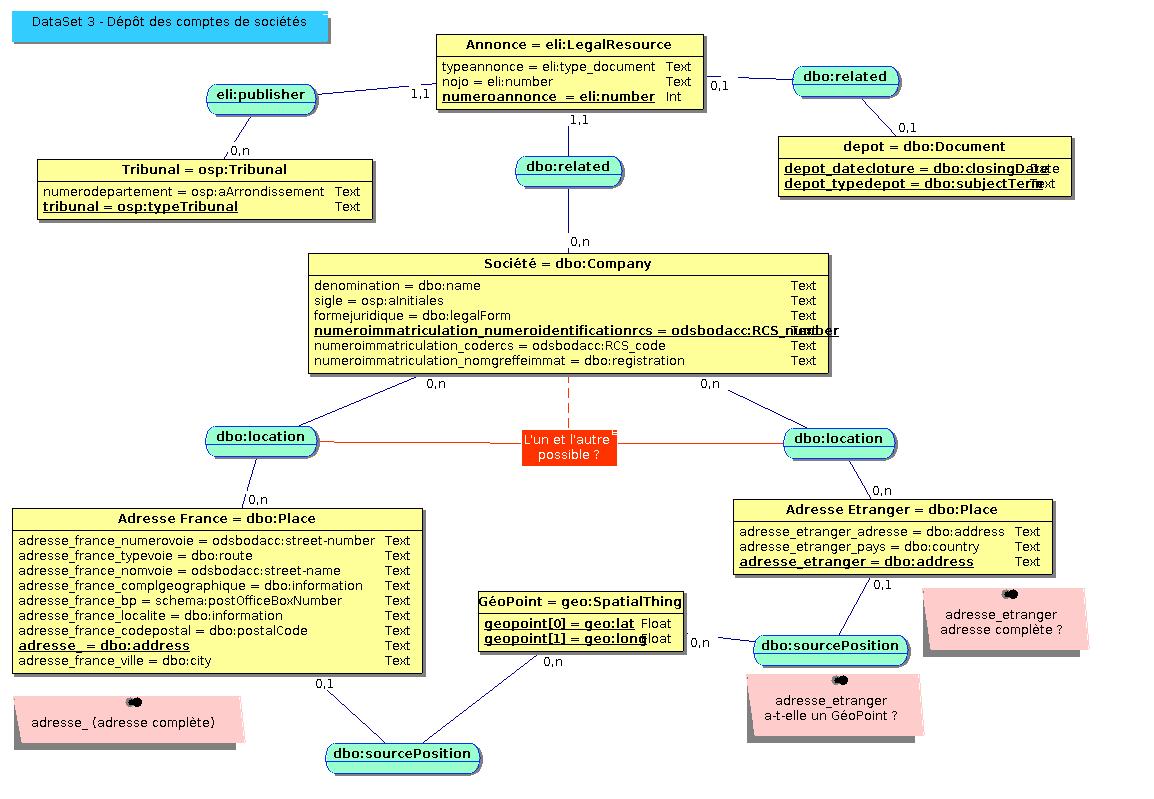 DataSet 3 - Dépôt des comptes de sociétés
Annonce = eli:LegalResource
typeannonce = eli:type_document Text
nojo = eli:number Text
numeroannonce_ = eli:number Int
eli:publisher
1,1
0,n
0,1
dbo:related
0,1
1,1
Tribunal = osp:Tribunal
numerodepartement = osp:aArrondissement Text
tribunal = osp:typeTribunal Text
dbo:related
depot = dbo:Document
depot_datecloture = dbo:closingDate Date
depot_typedepot = dbo:subjectTerm Text
0,n
Société = dbo:Company
denomination = dbo:name Text
sigle = osp:aInitiales Text
formejuridique = dbo:legalForm Text
numeroimmatriculation_numeroidentificationrcs = odsbodacc:RCS_number Text
numeroimmatriculation_codercs = odsbodacc:RCS_code Text
numeroimmatriculation_nomgreffeimmat = dbo:registration Text
0,n
0,n
dbo:location
L'un et l'autre
possible ?
dbo:location
0,n
0,n
Adresse France = dbo:Place
adresse_france_numerovoie = odsbodacc:street-number Text
adresse_france_typevoie = dbo:route Text
adresse_france_nomvoie = odsbodacc:street-name Text
adresse_france_complgeographique = dbo:information Text
adresse_france_bp = schema:postOfficeBoxNumber Text
adresse_france_localite = dbo:information Text
adresse_france_codepostal = dbo:postalCode Text
adresse_ = dbo:address Text
adresse_france_ville = dbo:city Text
Adresse Etranger = dbo:Place
adresse_etranger_adresse = dbo:address Text
adresse_etranger_pays = dbo:country Text
adresse_etranger = dbo:address Text
0,1
GéoPoint = geo:SpatialThing
geopoint[0] = geo:lat Float
geopoint[1] = geo:long Float
0,n
0,n
dbo:sourcePosition
adresse_etranger
adresse complète ?
adresse_etranger
a-t-elle un GéoPoint ?
0,1
adresse_ (adresse complète)
dbo:sourcePosition